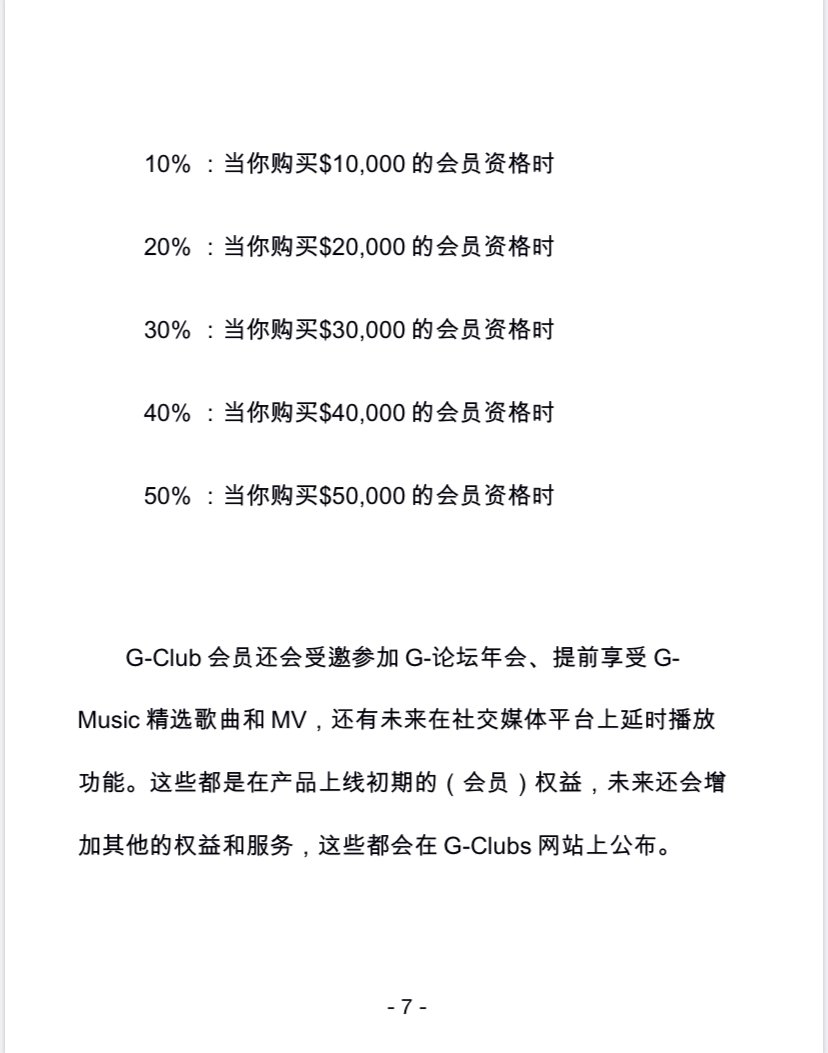 10% ：当你购买$10,000 的会员资格时
20% ：当你购买$20,000 的会员资格时
30% ：当你购买$30,000 的会员资格时
40% ：当你购买$40,000 的会员资格时
50% ：当你购买$50,000 的会员资格时
G-Club 会员还会受邀参加 G-论坛年会、提前享受 G-
Music 精选歌曲和 MV，还有未来在社交媒体平台上延时播放
功能。这些都是在产品上线初期的（会员）权益，未来还会增
加其他的权益和服务，这些都会在 G-Clubs 网站上公布。
- 7 -